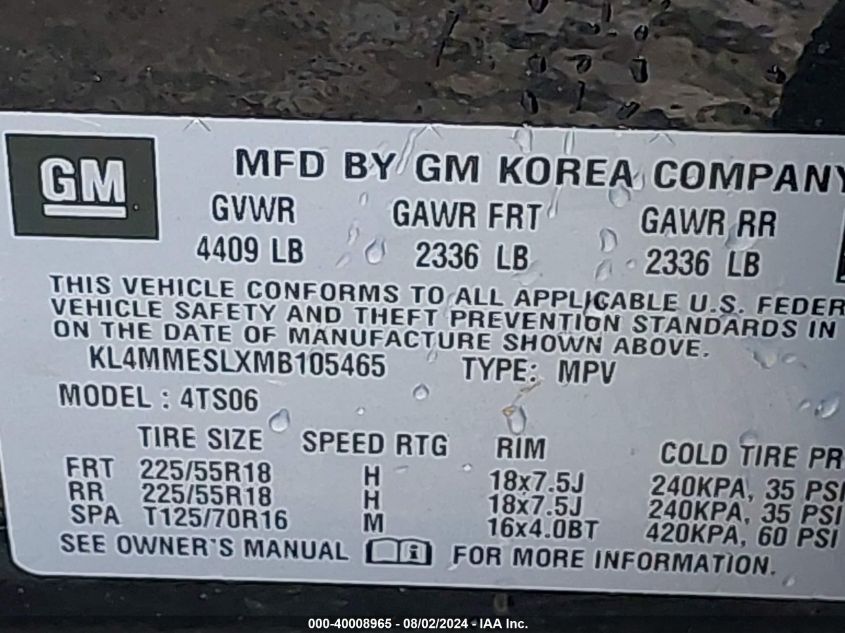 GM
MFD BY GM KOREA COMPANY
GVWR GAWR FRT GAWR RR
4409 LB 2336 LB 2336 LB
THIS VEHICLE CONFORMS TO ALL APPLICABLE U.S. FEDER
VEHICLE SAFETY AND THEFT PREVENTION STANDARDS IN
ON THE DATE OF MANUFACTURE SHOWN ABOVE.
KL4MMESLXMB105465 TYPE: MPV
MODEL : 4TS06
TIRE SIZE SPEED RTG RIM COLD TIRE PR
FRT 225/55R18 H 18x7.5J 240KPA, 35 PSI
RR 225/55R18 H 18x7.5J 240KPA, 35 PSI
SPA T125/70R16 M 16x4.0BT 420KPA, 60 PSI
SEE OWNER'S MANUAL i FOR MORE INFORMATION.
000-40008965 - 08/02/2024 - IAA Inc.